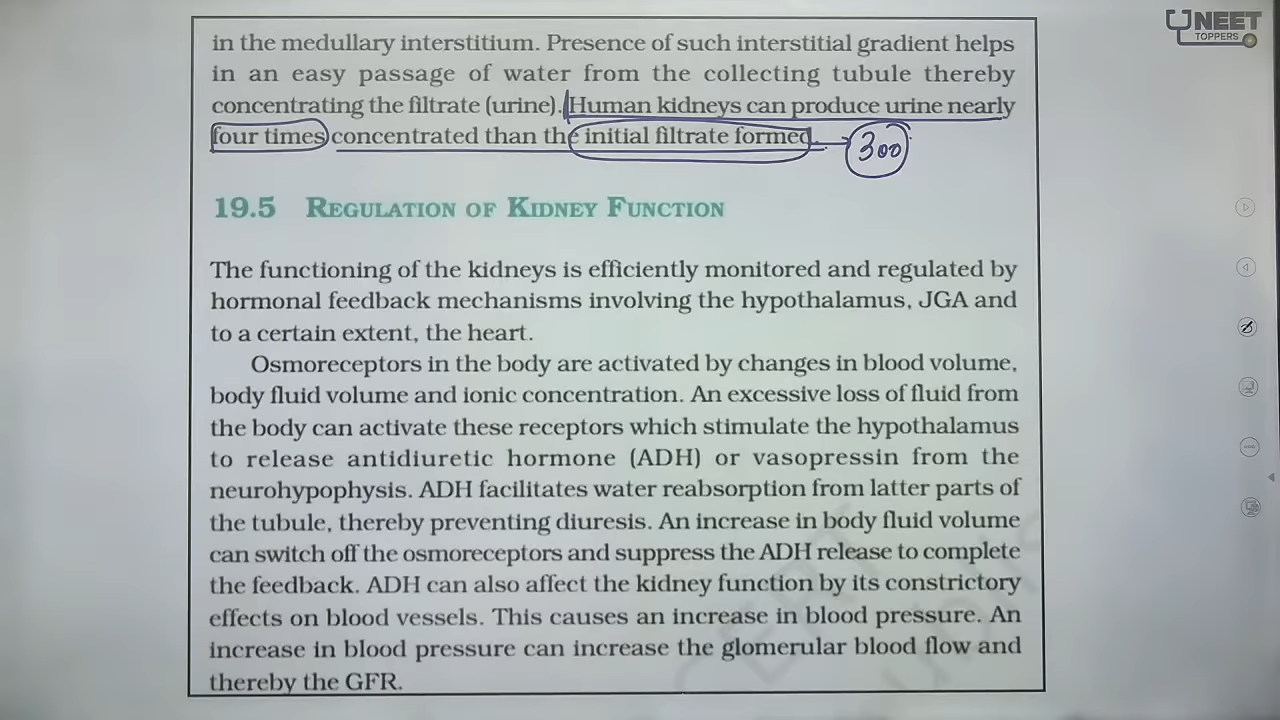 NEET
TOPPERS
in the medullary interstitium. Presence of such interstitial gradient helps
in an easy passage of water from the collecting tubule thereby
concentrating the filtrate (urine). Human kidneys can produce urine nearly
four times concentrated than the initial filtrate formed.
300
19.5 REGULATION OF KIDNEY FUNCTION
The functioning of the kidneys is efficiently monitored and regulated by
hormonal feedback mechanisms involving the hypothalamus, JGA and
to a certain extent, the heart.
Osmoreceptors in the body are activated by changes in blood volume,
body fluid volume and ionic concentration. An excessive loss of fluid from
the body can activate these receptors which stimulate the hypothalamus
to release antidiuretic hormone (ADH) or vasopressin from the
neurohypophysis. ADH facilitates water reabsorption from latter parts of
the tubule, thereby preventing diuresis. An increase in body fluid volume
can switch off the osmoreceptors and suppress the ADH release to complete
the feedback. ADH can also affect the kidney function by its constrictory
effects on blood vessels. This causes an increase in blood pressure. An
increase in blood pressure can increase the glomerular blood flow and
thereby the GFR.